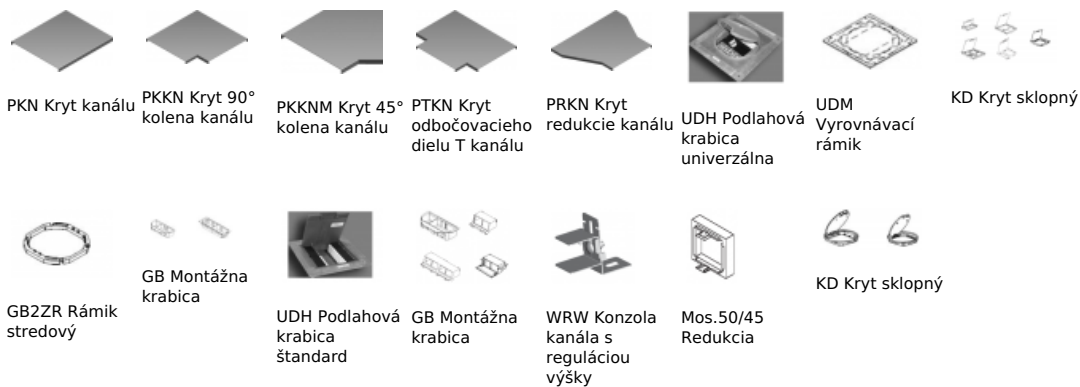 PKN Kryt kanálu
PKKN Kryt 90°
kolena kanálu
PKKNM Kryt 45°
kolena kanálu
PTKN Kryt
odbočovacieho
dielu T kanálu
PRKN Kryt
redukcie kanálu
UDH Podlahová
krabica
univerzálna
UDM
Vyrovnávací
rámik
KD Kryt sklopný
GB2ZR Rámik
stredový
GB Montážna
krabica
UDH Podlahová
krabica
štandard
GB Montážna
krabica
WRW Konzola
kanála s
reguláciou
výšky
Mos.50/45
Redukcia
KD Kryt sklopný